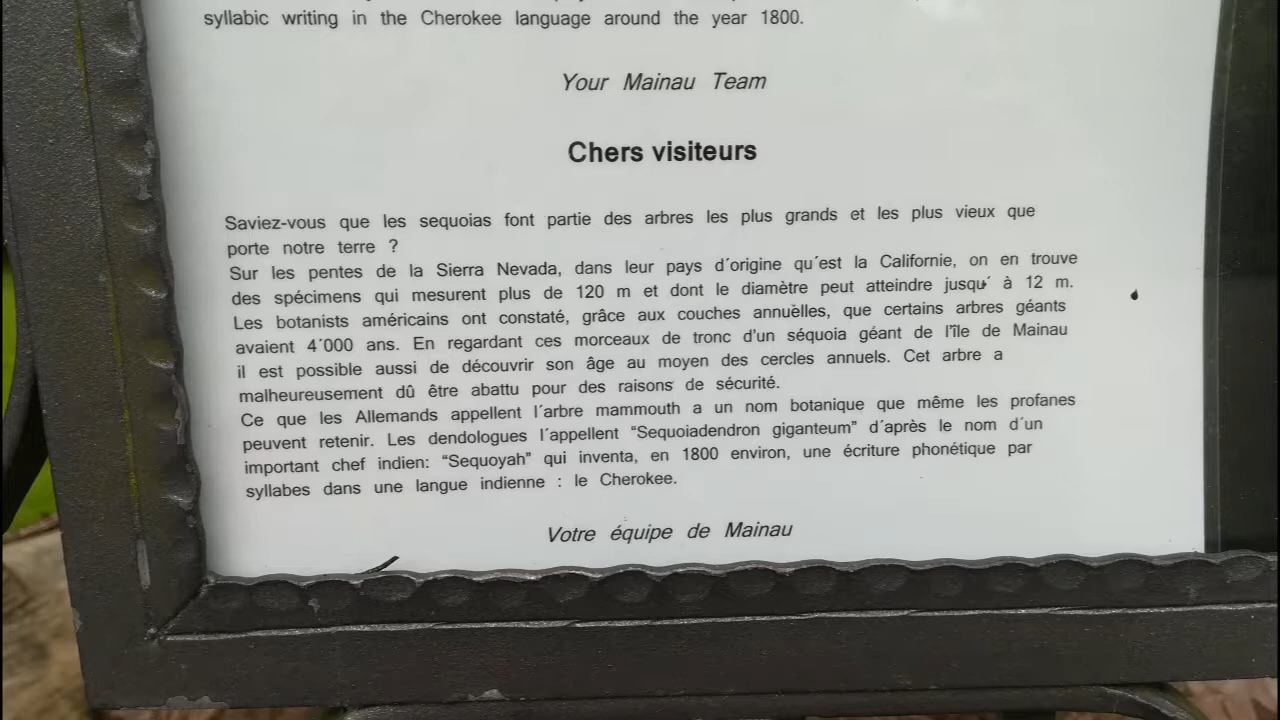 syllabic writing in the Cherokee language around the year 1800.
Your Mainau Team
Chers visiteurs
Saviez-vous que les sequoias font partie des arbres les plus grands et les plus vieux que
porte notre terre ?
Sur les pentes de la Sierra Nevada, dans leur pays d´origine qu´est la Californie, on en trouve
des spécimens qui mesurent plus de 120 m et dont le diamètre peut atteindre jusqu´ à 12 m.
Les botanists américains ont constaté, grâce aux couches annuelles, que certains arbres géants
avaient 4´000 ans. En regardant ces morceaux de tronc d'un séquoia géant de l'île de Mainau
il est possible aussi de découvrir son âge au moyen des cercles annuels. Cet arbre a
malheureusement dû être abattu pour des raisons de sécurité.
Ce que les Allemands appellent l´arbre mammouth a un nom botanique que même les profanes
peuvent retenir. Les dendologues l´appellent “Sequoiadendron giganteum” d´après le nom d´un
important chef indien: “Sequoyah” qui inventa, en 1800 environ, une écriture phonétique par
syllabes dans une langue indienne : le Cherokee.
Votre équipe de Mainau